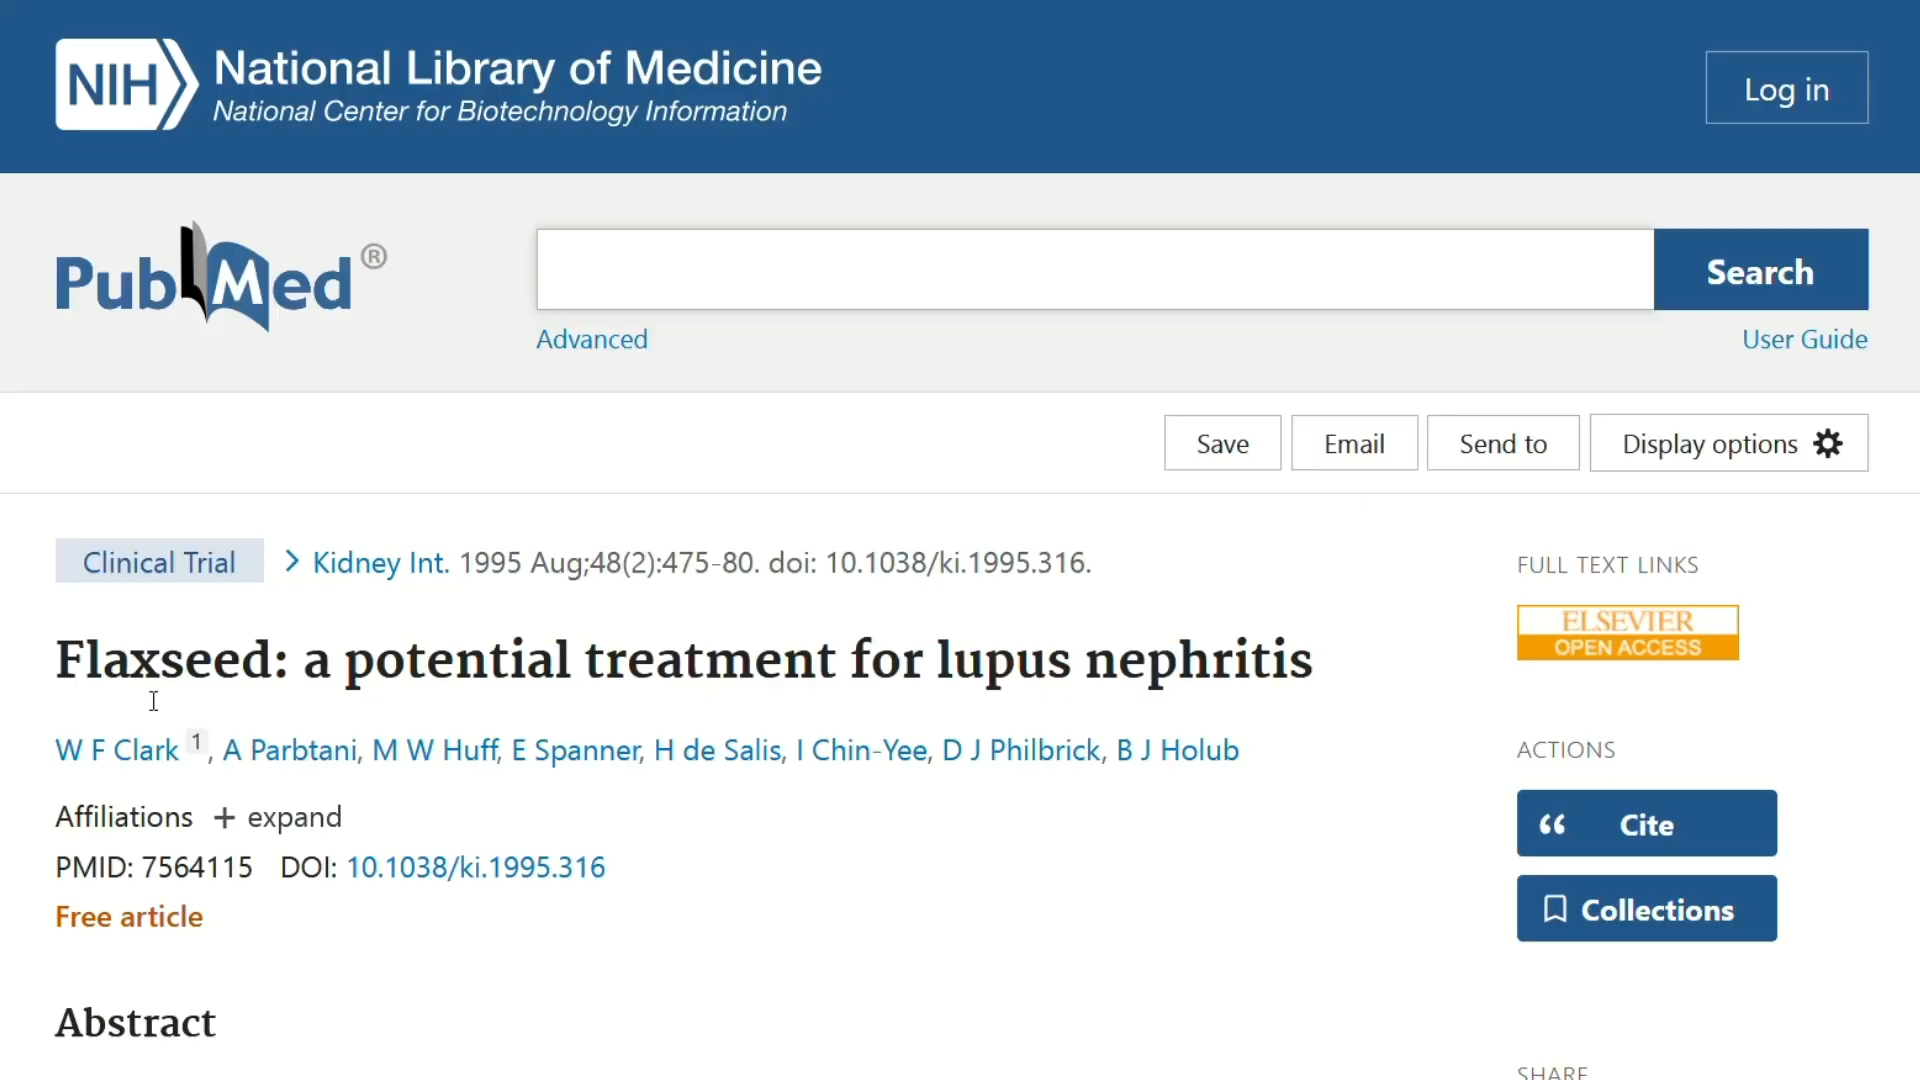 NIH National Library of Medicine
National Center for Biotechnology Information
Log in
PubMed®
Search
Advanced
User Guide
Save Email Send to Display options
Clinical Trial > Kidney Int. 1995 Aug;48(2):475-80. doi: 10.1038/ki.1995.316.
Flaxseed: a potential treatment for lupus nephritis
W F Clark 1, A Parbtani, M W Huff, E Spanner, H de Salis, I Chin-Yee, D J Philbrick, B J Holub
Affiliations + expand
PMID: 7564115 DOI: 10.1038/ki.1995.316
Free article
Abstract
FULL TEXT LINKS
ELSEVIER
OPEN ACCESS
ACTIONS
Cite
Collections
SHARE